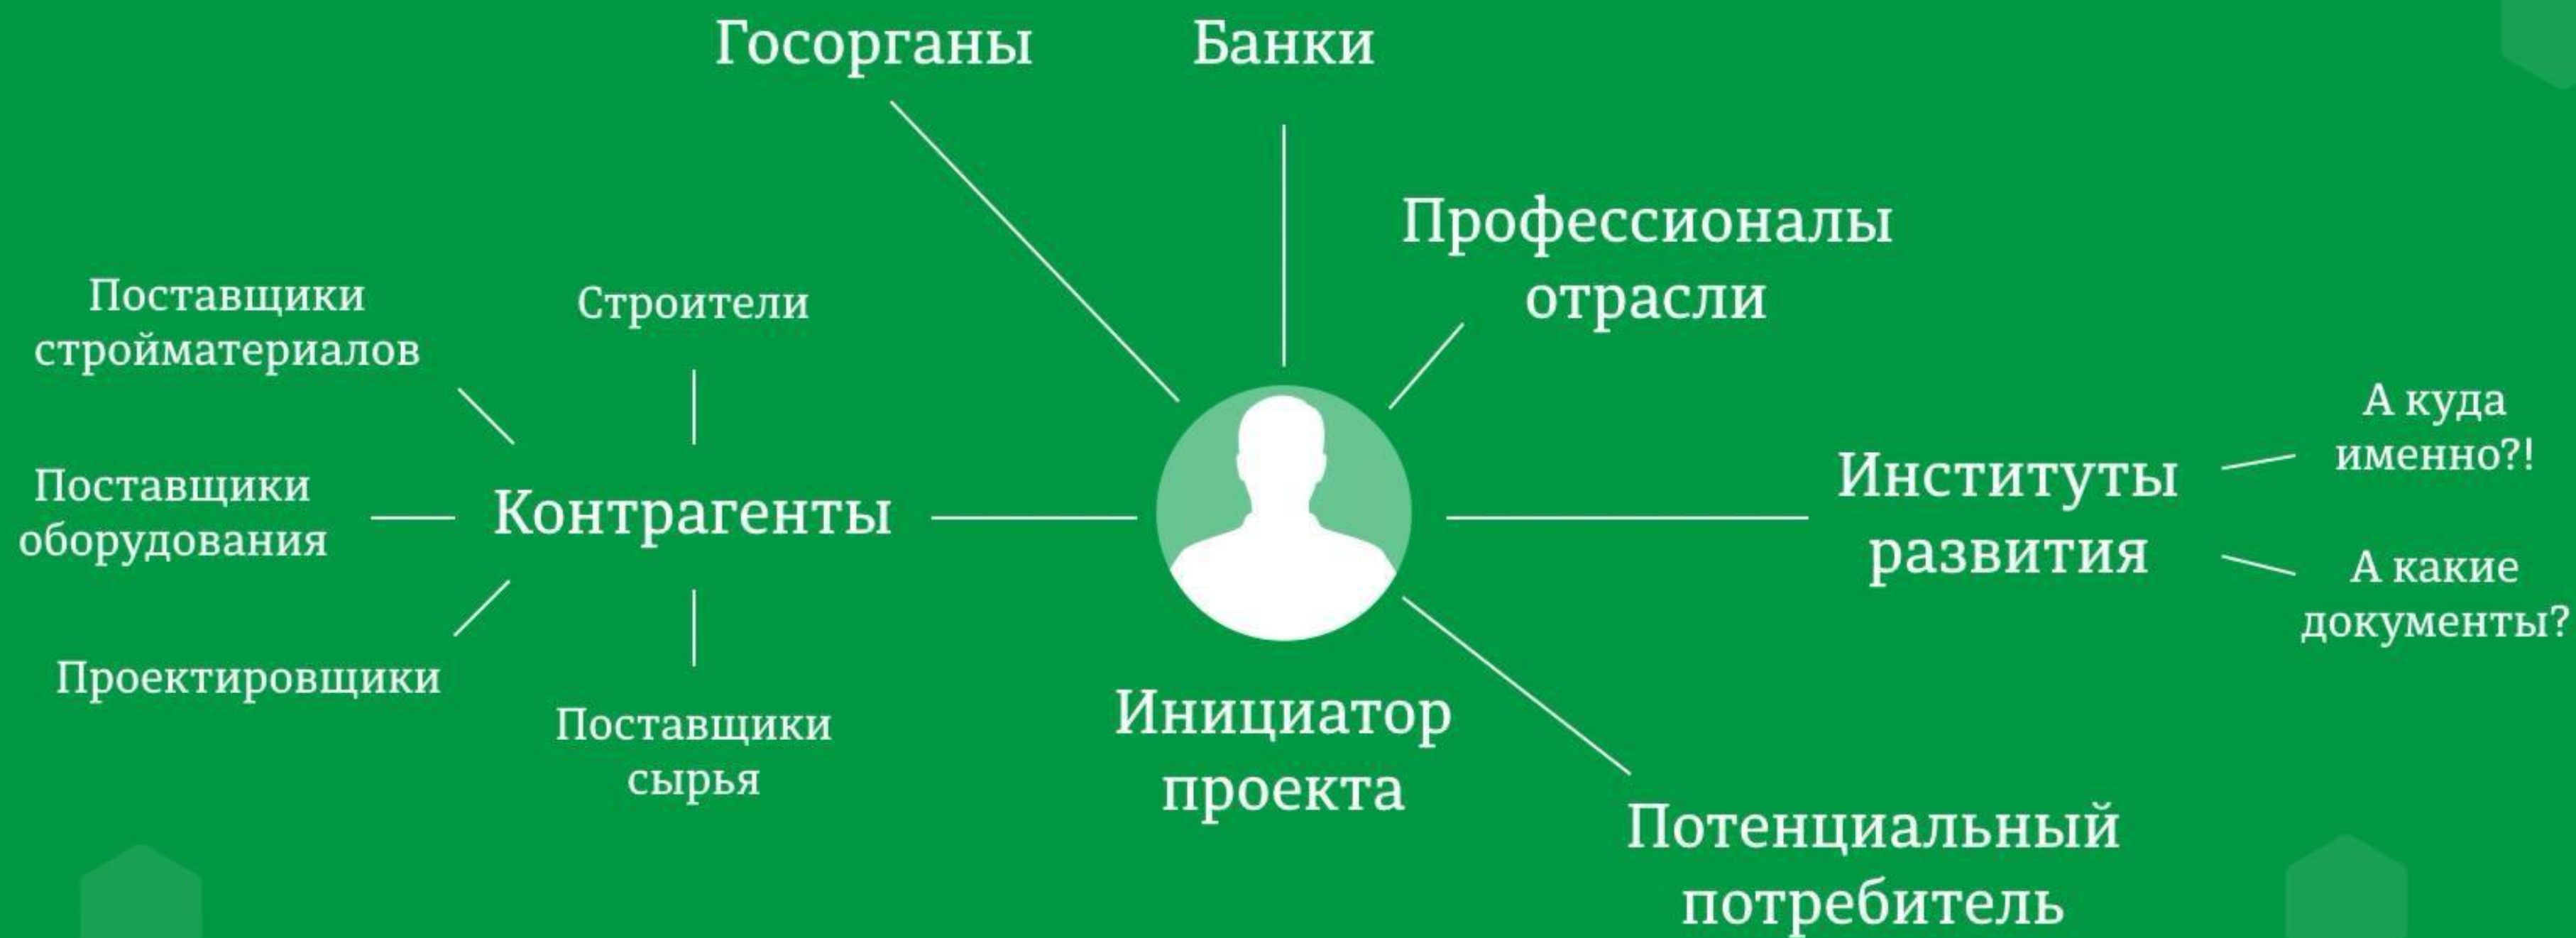 Госорганы
Банки
Профессионалы
отрасли
Поставщики
стройматериалов
Строители
Поставщики
оборудования
Контрагенты
Проектировщики
Поставщики
сырья
Инициатор
проекта
Институты
развития
А куда
именно?!
А какие
документы?
Потенциальный
потребитель